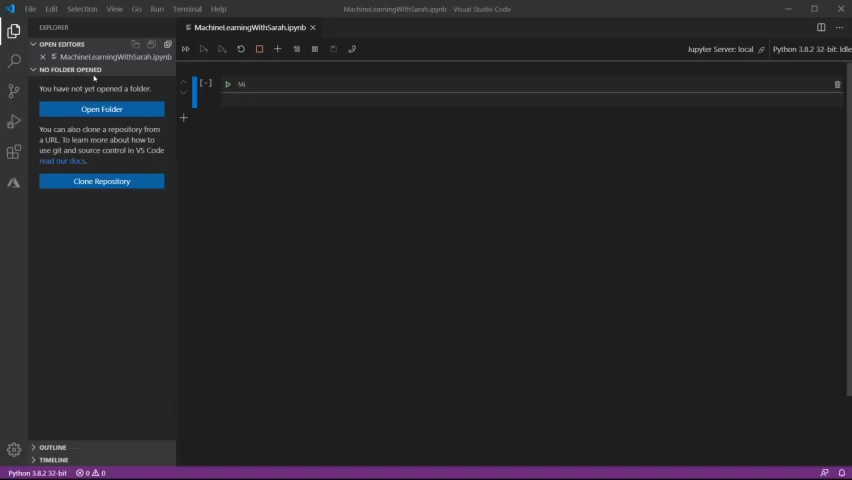 File Edit Selection View Go Run Terminal Help
MachineLearningWithSarah.ipynb - Visual Studio Code
EXPLORER
MachineLearningWithSarah.ipynb
OPEN EDITORS
MachineLearningWithSarah.ipynb
Jupyter Server: local
Python 3.8.2 32-bit: Idle
NO FOLDER OPENED
You have not yet opened a folder.
Open Folder
You can also clone a repository from
a URL. To learn more about how to
use git and source control in VS Code
read our docs.
Clone Repository
[-]
M↓
OUTLINE
TIMELINE
Python 3.8.2 32-bit
0
0